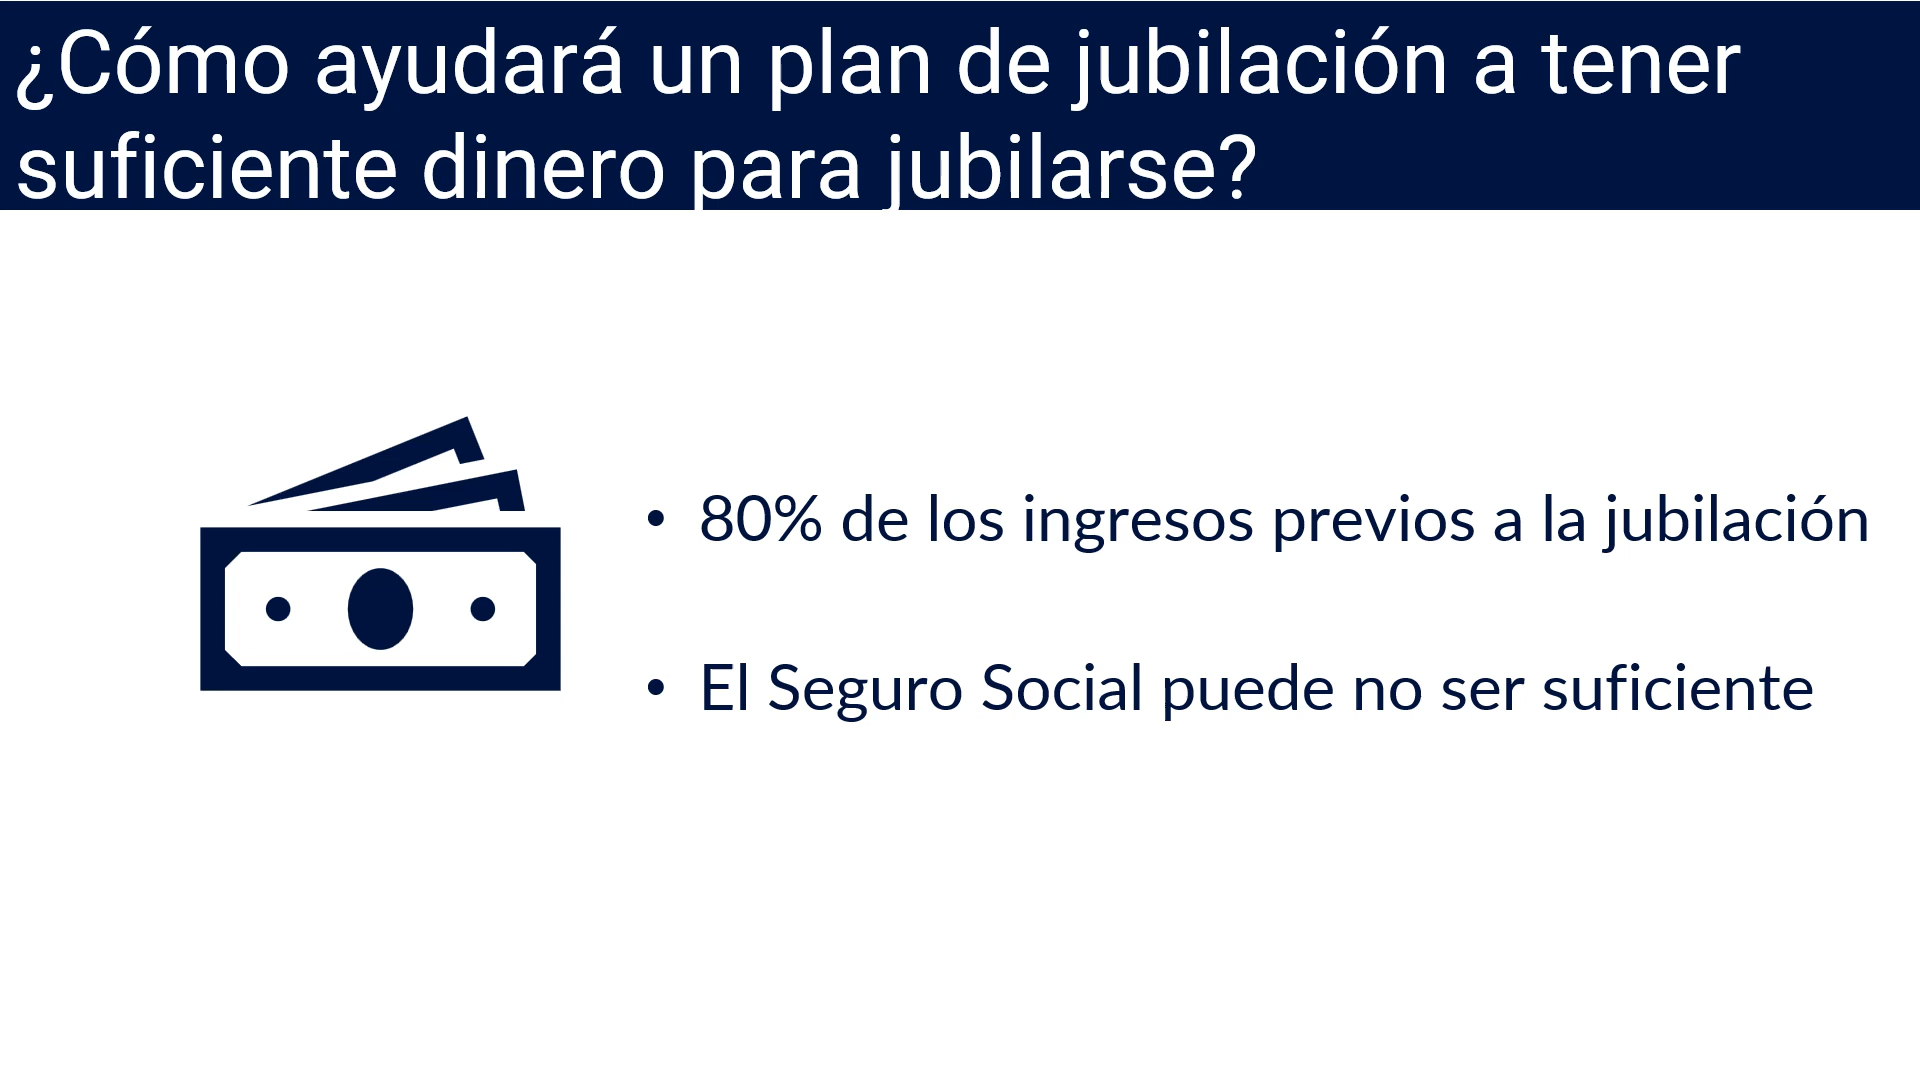 ¿Cómo ayudará un plan de jubilación a tener
suficiente dinero para jubilarse?
• 80% de los ingresos previos a la jubilación
• El Seguro Social puede no ser suficiente